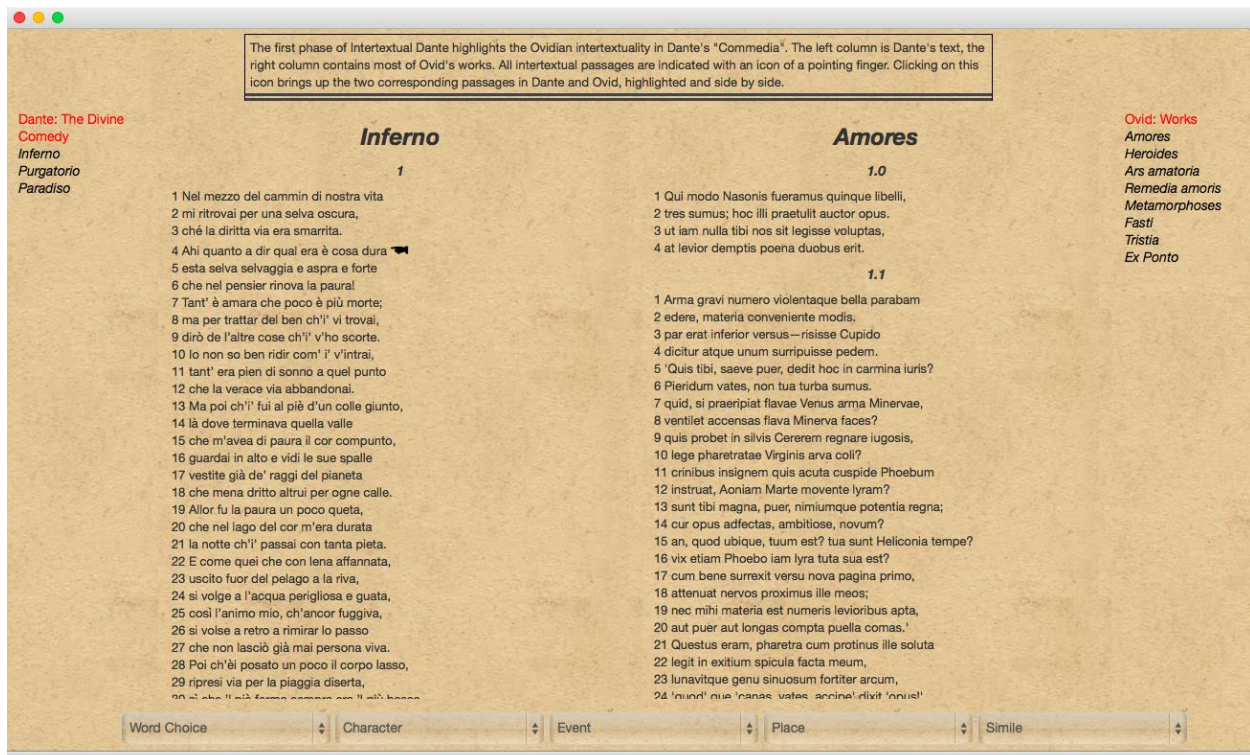 The first phase of Intertextual Dante highlights the Ovidian intertextuality in Dante's "Commedia". The left column is Dante's text, the
right column contains most of Ovid's works. All intertextual passages are indicated with an icon of a pointing finger. Clicking on this
icon brings up the two corresponding passages in Dante and Ovid, highlighted and side by side.
Dante: The Divine
Comedy
Inferno
Purgatorio
Paradiso
Inferno
1
1 Nel mezzo del cammin di nostra vita
2 mi ritrovai per una selva oscura,
3 ché la diritta via era smarrita.
4 Ahi quanto a dir qual era è cosa dura
5 esta selva selvaggia e aspra e forte
6 che nel pensier rinova la paura!
7 Tant' è amara che poco è più morte;
8 ma per trattar del ben ch'i' vi trovai,
9 dirò de l'altre cose ch'i' v'ho scorte.
10 Io non so ben ridir com' i' v'intrai,
11 tant' era pien di sonno a quel punto
12 che la verace via abbandonai.
13 Ma poi ch'i' fui al piè d'un colle giunto,
14 là dove terminava quella valle
15 che m'avea di paura il cor compunto,
16 guardai in alto e vidi le sue spalle
17 vestite già de' raggi del pianeta
18 che mena dritto altrui per ogne calle.
19 Allor fu la paura un poco queta,
20 che nel lago del cor m'era durata
21 la notte ch'i' passai con tanta pieta.
22 E come quei che con lena affannata,
23 uscito fuor del pelago a la riva,
24 si volge a l'acqua perigliosa e guata,
25 così l'animo mio, ch'ancor fuggiva,
26 si volse a retro a rimirar lo passo
27 che non lasciò già mai persona viva.
28 Poi ch'èi posato un poco il corpo lasso,
29 ripresi via per la piaggia diserta,
30 sì che 'l piè fermo sempre era 'l più basso
Amores
1.0
1 Qui modo Nasonis fueramus quinque libelli,
2 tres sumus; hoc illi praetulit auctor opus.
3 ut iam nulla tibi nos sit legisse voluptas,
4 at levior demptis poena duobus erit.
1.1
1 Arma gravi numero violentaque bella parabam
2 edere, materia conveniente modis.
3 par erat inferior versus—risisse Cupido
4 dicitur atque unum surripuisse pedem.
5 'Quis tibi, saeve puer, dedit hoc in carmina iuris?
6 Pieridum vates, non tua turba sumus.
7 quid, si praeripiat flavae Venus arma Minervae,
8 ventilet accensas flava Minerva faces?
9 quis probet in silvis Cererem regnare iugosis,
10 lege pharetratae Virginis arva coli?
11 crinibus insignem quis acuta cuspide Phoebum
12 instruat, Aoniam Marte movente lyram?
13 sunt tibi magna, puer, nimiumque potentia regna;
14 cur opus adfectas, ambitiose, novum?
15 an, quod ubique, tuum est? tua sunt Heliconia tempe?
16 vix etiam Phoebo iam lyra tuta sua est?
17 cum bene surrexit versu nova pagina primo,
18 attenuat nervos proximus ille meos;
19 nec mihi materia est numeris levioribus apta,
20 aut puer aut longas compta puella comas.'
21 Questus eram, pharetra cum protinus ille soluta
22 legit in exitium spicula facta meum,
23 lunavitque genu sinuosum fortiter arcum,
24 'quod' que 'canas, vates, accipe' dixit 'opus!'
Ovid: Works
Amores
Heroides
Ars amatoria
Remedia amoris
Metamorphoses
Fasti
Tristia
Ex Ponto
Word Choice
Character
Event
Place
Simile